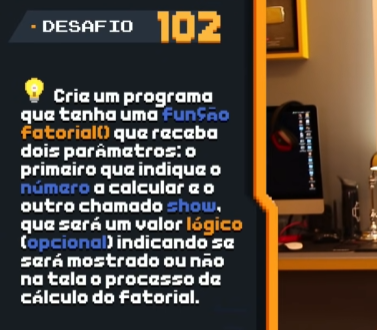 DESAFIO 102
Crie um programa
que tenha uma função
fatorial() que receba
dois parâmetros: o
primeiro que indique o
número a calcular e o
outro chamado show,
que será um valor lógico
(opcional) indicando se
será mostrado ou não
na tela o processo de
cálculo do fatorial.